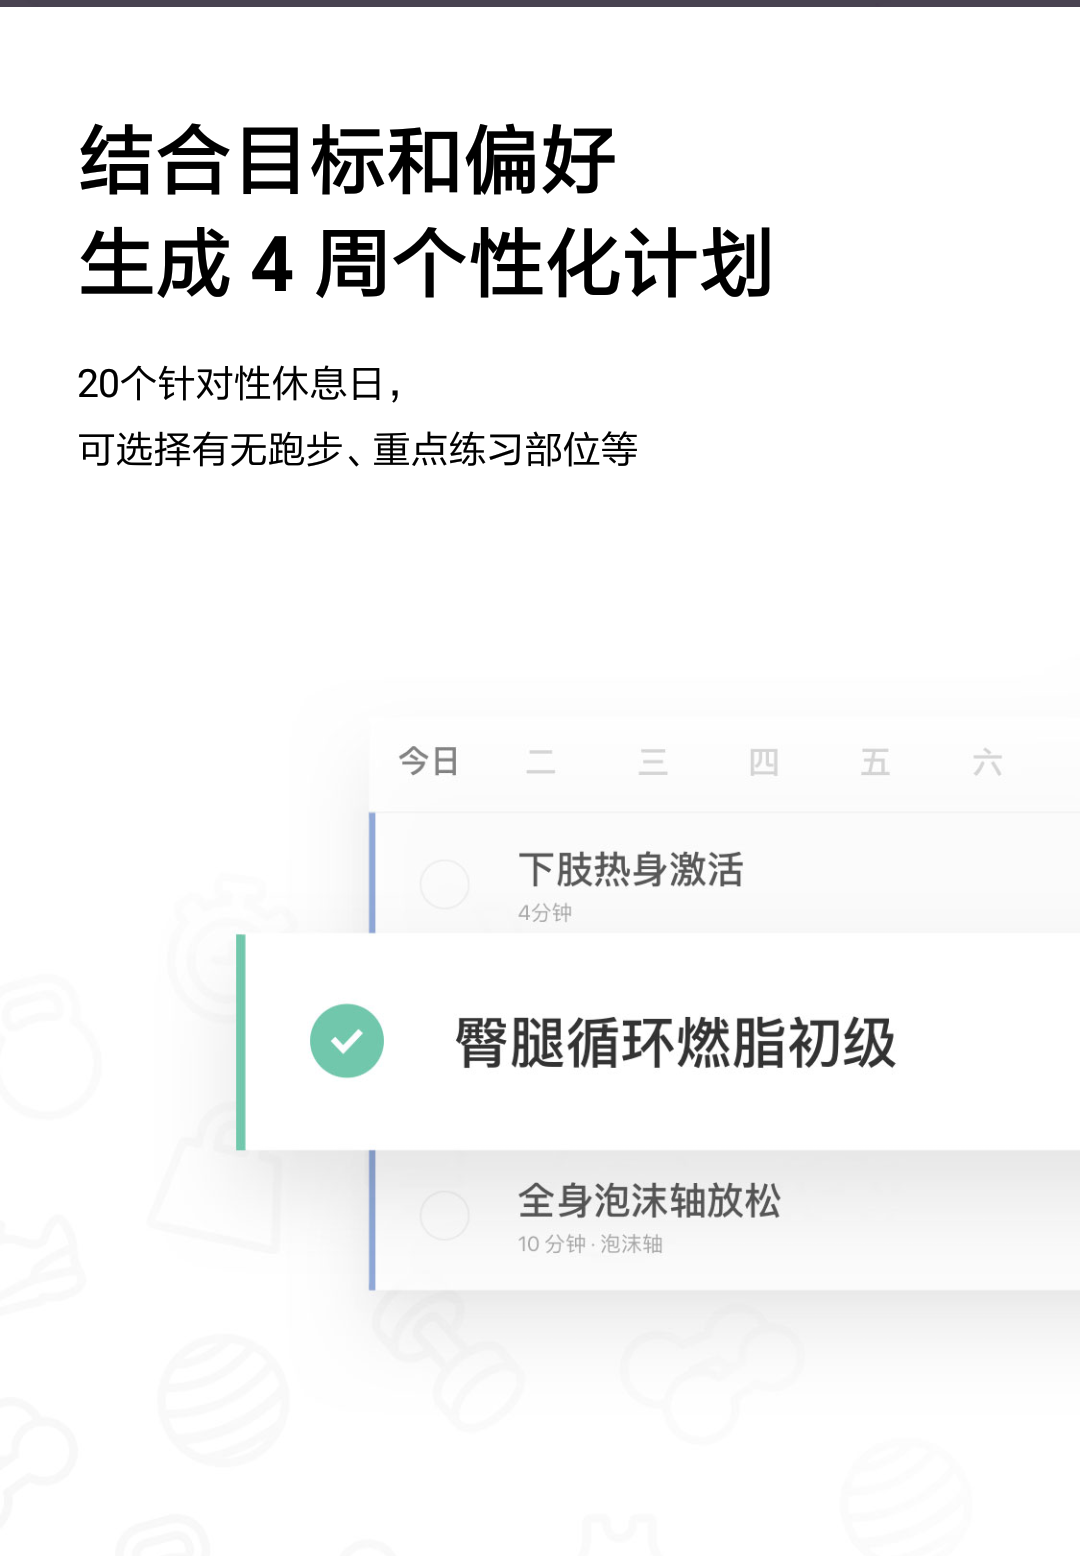 结合目标和偏好
生成 4 周个性化计划
20个针对性休息日，
可选择有无跑步、重点练习部位等
今日 二 三 四 五 六
下肢热身激活
4分钟
臀腿循环燃脂初级
全身泡沫轴放松
10 分钟 · 泡沫轴